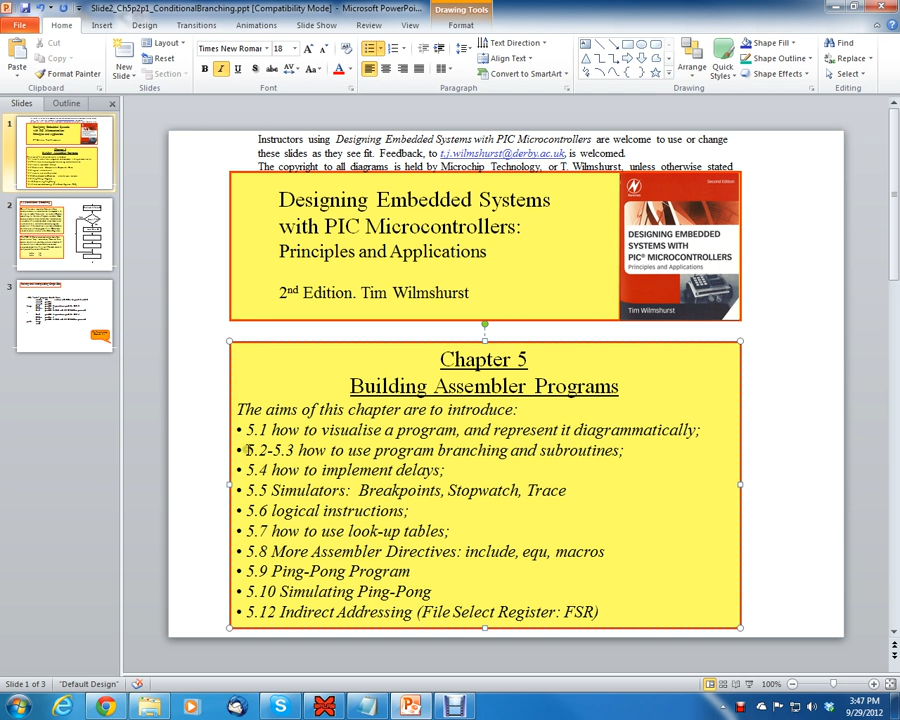 Slide2_Ch5p2p1_ConditionalBranching.ppt [Compatibility Mode] - Microsoft PowerPoi...
Drawing Tools
File Home Insert Design Transitions Animations Slide Show Review View Format
Paste
Cut
Copy
Format Painter
Clipboard
New Slide
Layout
Reset
Section
Slides
Times New Roman 18
B I U S abc AV Aa A
Font
Text Direction
Align Text
Convert to SmartArt
Paragraph
Arrange
Quick Styles
Shape Fill
Shape Outline
Shape Effects
Drawing
Find
Replace
Select
Editing
Slides Outline
1
2
3
Instructors using Designing Embedded Systems with PIC Microcontrollers are welcome to use or change
these slides as they see fit. Feedback, to t.j.wilmshurst@derby.ac.uk, is welcomed.
The copyright to all diagrams is held by Microchip Technology, or T. Wilmshurst, unless otherwise stated
Designing Embedded Systems
with PIC Microcontrollers:
Principles and Applications
2nd Edition. Tim Wilmshurst
Second Edition
DESIGNING EMBEDDED
SYSTEMS WITH
PIC® MICROCONTROLLERS
Principles and Applications
Tim Wilmshurst
Chapter 5
Building Assembler Programs
The aims of this chapter are to introduce:
• 5.1 how to visualise a program, and represent it diagrammatically;
• 5.2-5.3 how to use program branching and subroutines;
• 5.4 how to implement delays;
• 5.5 Simulators: Breakpoints, Stopwatch, Trace
• 5.6 logical instructions;
• 5.7 how to use look-up tables;
• 5.8 More Assembler Directives: include, equ, macros
• 5.9 Ping-Pong Program
• 5.10 Simulating Ping-Pong
• 5.12 Indirect Addressing (File Select Register: FSR)
Slide 1 of 3 "Default Design" 100%
3:47 PM
9/29/2012